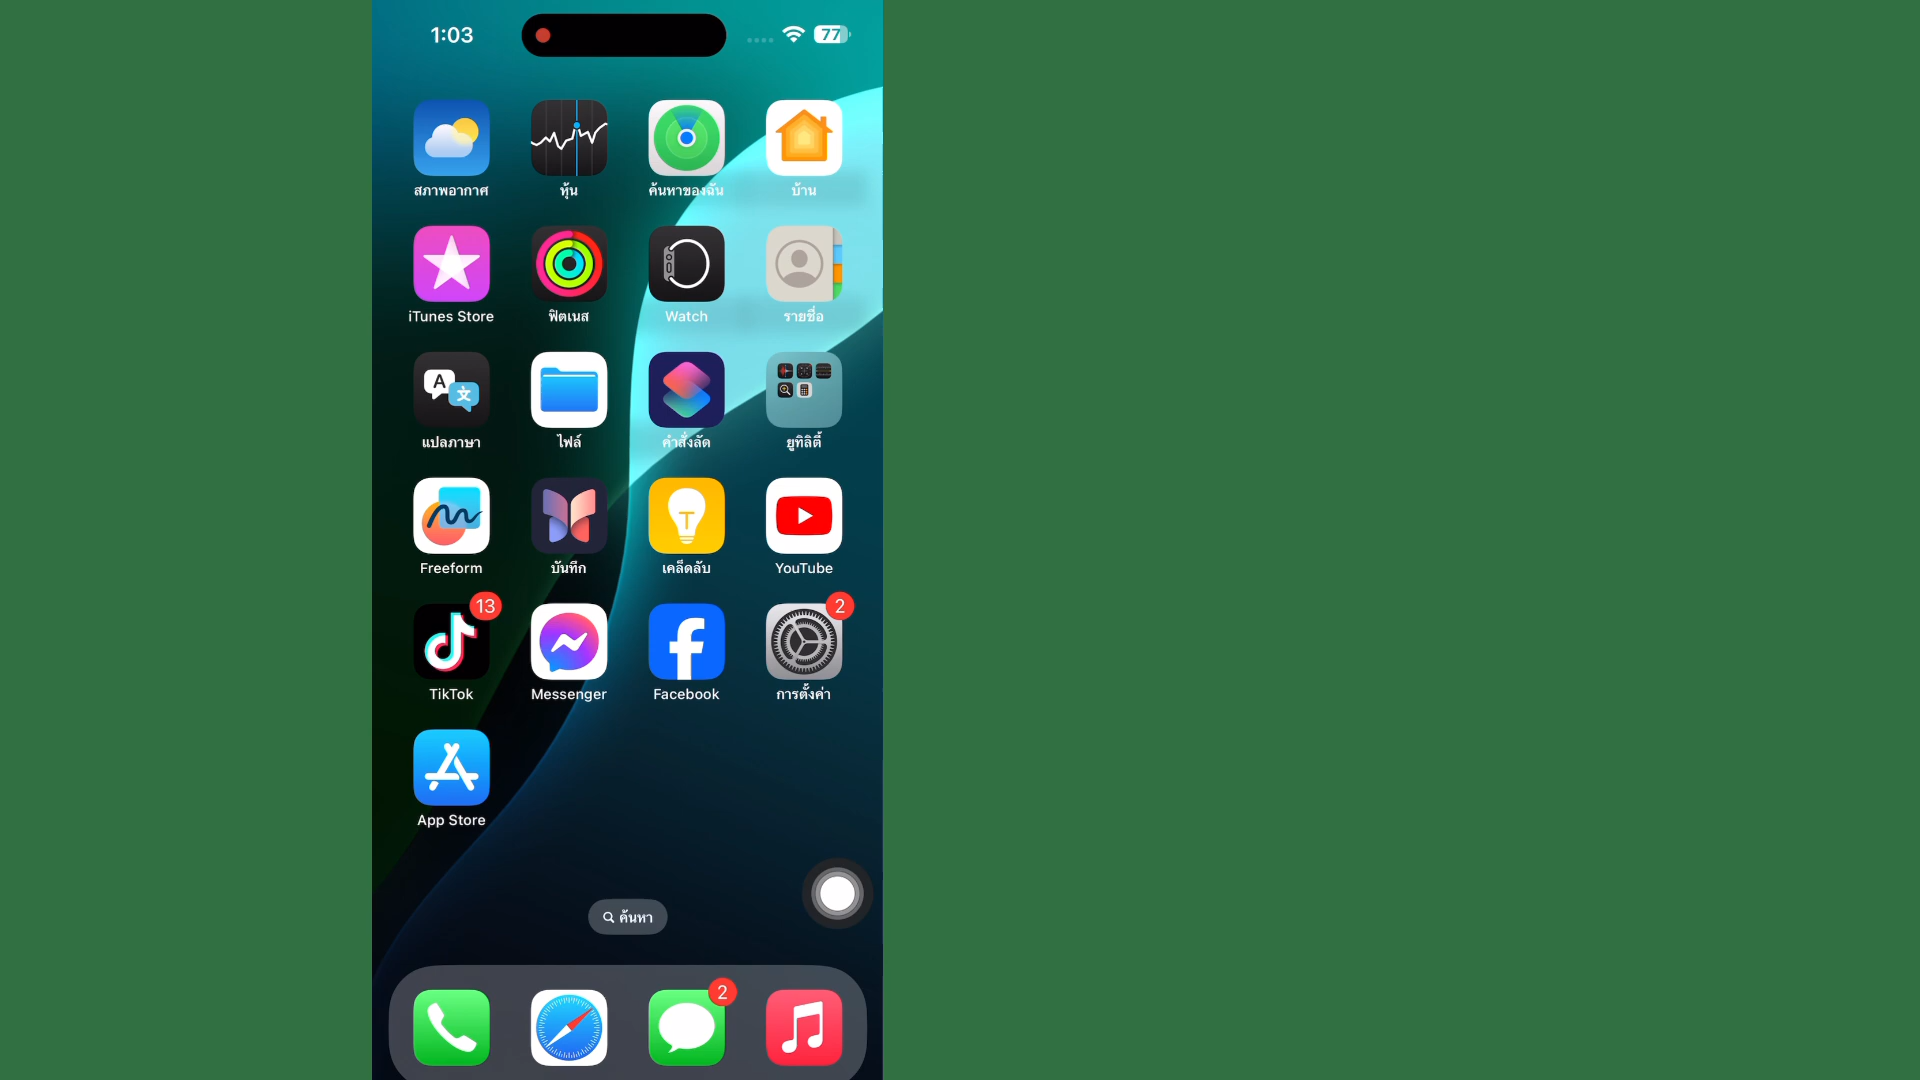 1:03
77
สภาพอากาศ
หุ้น
ค้นหาของฉัน
บ้าน
iTunes Store
ฟิตเนส
Watch
รายชื่อ
A
文
แปลภาษา
ไฟล์
คำสั่งลัด
ยูทิลิตี้
Freeform
บันทึก
เคล็ดลับ
YouTube
13
2
TikTok
Messenger
Facebook
การตั้งค่า
App Store
ค้นหา
2